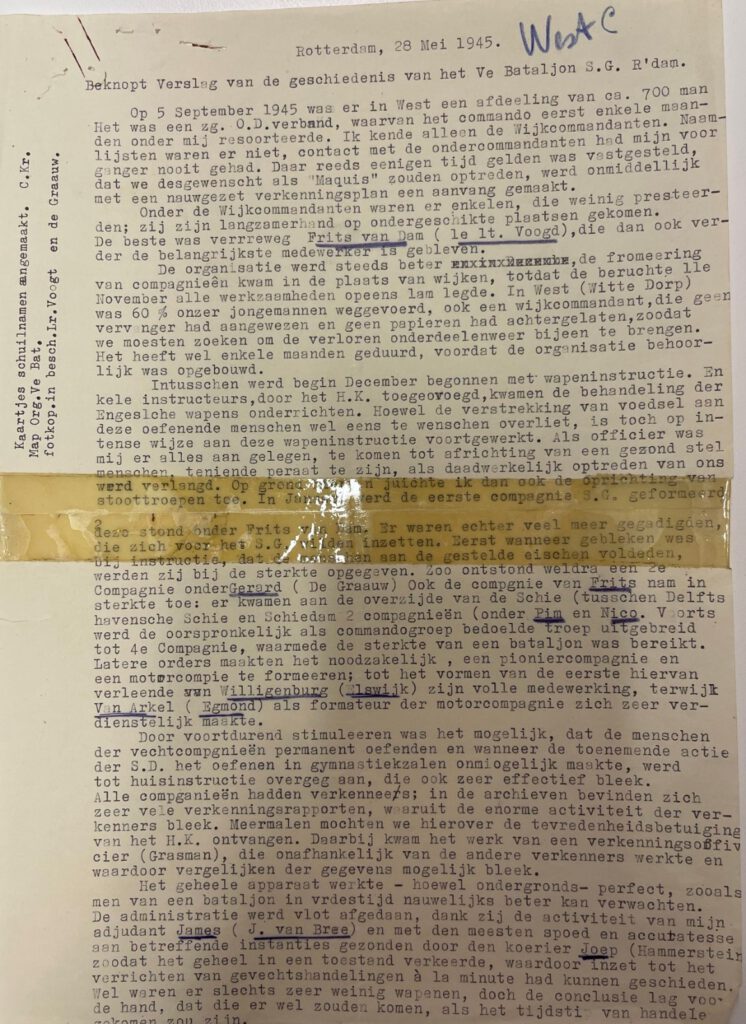 West C
Rotterdam, 28 Mei 1945.
Beknopt Verslag van de geschiedenis van het Ve Bataljon S.G. R'dam.
Op 5 September 1945 was er in West een afdeeling van ca. 700 man
Het was een zg. O.D.verband, waarvan het commando eerst enkele maan-
den onder mij resoorteerde. Ik kende alleen de Wijkcommandanten. Naam-
lijsten waren er niet, contact met de ondercommandanten had mijn voor
ganger nooit gehad. Daar reeds eenigen tijd gelden was vastgesteld,
dat we desgewenscht als "Maquis" zouden optreden, werd onmiddellijk
met een nauwgezet verkenningsplan een aanvang gemaakt.
Onder de Wijkcommandanten waren er enkelen, die weinig presteer-
den; zij zijn langzamerhand op ondergeschikte plaatsen gekomen.
De beste was verrreweg Frits van Dam ( le lt. Voogd),die dan ook ver-
der de belangrijkste medewerker is gebleven.
De organisatie werd steeds beter ,de fromeering
van compagnieën kwam in de plaats van wijken, totdat de beruchte lle
November alle werkzaamheden opeens lam legde. In West (Witte Dorp)
was 60 % onzer jongemannen weggevoerd, ook een wijkcommandant,die geen
vervanger had aangewezen en geen papieren had achtergelaten,zoodat
we moesten zoeken om de verloren onderdeelenweer bijeen te brengen.
Het heeft wel enkele maanden geduurd, voordat de organisatie behoor-
lijk was opgebouwd.
Intusschen werd begin December begonnen met wapeninstructie. En
kele instructeurs,door het H.K. toegevoegd,kwamen de behandeling der
Engeslche wapens onderrichten. Hoewel de verstrekking van voedsel aan
deze oefenende menschen wel eens te wenschen overliet, is toch op in-
tense wijze aan deze wapeninstructie voortgewerkt. Als officier was
mij er alles aan gelegen, te komen tot africhting van een gezond stel
menschen, teniende peraat te zijn, als daadwerkelijk optreden van ons
werd verlangd. Op juichte ik dan ook de oprichting van
stoottroepen toe. In werd de eerste compagnie S.G. geformeerd
deze stond onder Frits van Dam. Er waren echter veel meer gegadigden,
die zich voor het S.G. wilden inzetten. Eerst wanneer gebleken was
bij instructie, dat de aan de gestelde eischen voldeden,
werden zij bij de sterkte opgegeven. Zoo ontstond weldra een 2e
Compagnie onderGerard ( De Graauw) Ook de compgnie van Frits nam in
sterkte toe: er kwamen aan de overzijde van de Schie (tusschen Delfts
havensche Schie en Schiedam 2 compagnieën (onder Pim en Nico. Voorts
werd de oorspronkelijk als commandogroep bedoelde troep uitgebreid
tot 4e Compagnie, waarmede de sterkte van een bataljon was bereikt.
Latere orders maakten het noodzakelijk , een pioniercompagnie en
een motorcompie te formeeren; tot het vormen van de eerste hiervan
verleende Willigenburg (Elswijk) zijn volle medewerking, terwijl
Van Arkel ( Egmond) als formateur der motorcompagnie zich zeer ver-
dienstelijk maakte.
Door voortdurend stimuleeren was het mogelijk, dat de menschen
der vechtcompgnieën permanent oefenden en wanneer de toenemende actie
der S.D. het oefenen in gymnastiekzalen onmiogelijk maakte, werd
tot huisinstructie overgeg aan, die ook zeer effectief bleek.
Alle companieën hadden verkenners; in de archieven bevinden zich
zeer vele verkenningsrapporten, waaruit de enorme activiteit der ver-
kenners bleek. Meermalen mochten we hierover de tevredenheidsbetuiging
van het H.K. ontvangen. Daarbij kwam het werk van een verkenningsoffiv
cier (Grasman), die onafhankelijk van de andere verkenners werkte en
waardoor vergelijken der gegevens mogelijk bleek.
Het geheele apparaat werkte - hoewel ondergronds- perfect, zooals
men van een bataljon in vrdestijd nauwelijks beter kan verwachten.
De administratie werd vlot afgedaan, dank zij de activiteit van mijn
adjudant James ( J. van Bree) en met den meesten spoed en accuratesse
aan betreffende instanties gezonden door den koerier Joep (Hammerstein
zoodat het geheel in een toestand verkeerde, waardoor inzet tot het
verrichten van gevechtshandelingen à la minute had kunnen geschieden.
Wel waren er slechts zeer weinig wapenen, doch de conclusie lag voo-
de hand, dat die er wel zouden komen, als het tijdstip van handele
gekomen zou zijn.
Kaartjes schuilnamen aangemaakt. C.Kr.
Map Org.Ve Bat.
fotkop.in besch.Lr.Voogt en de Graauw.